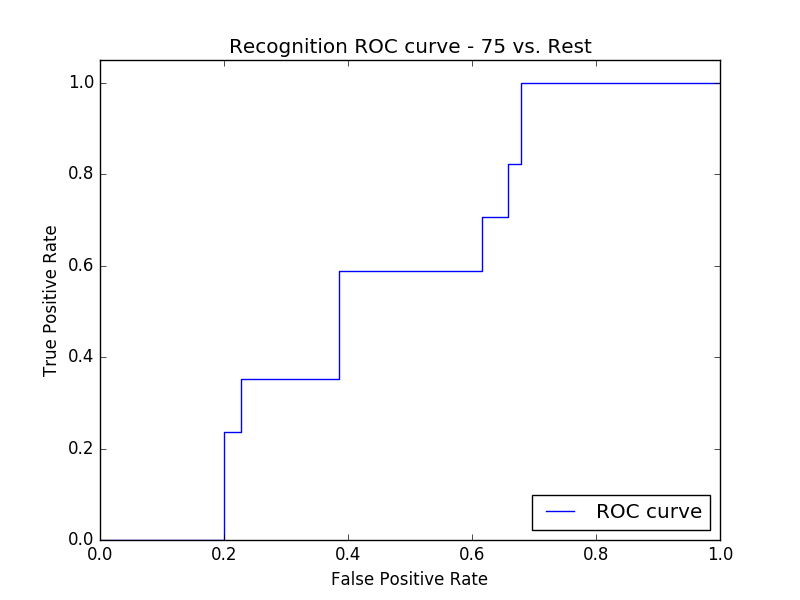 Recognition ROC curve - 75 vs. Rest
1.0
0.8
0.6
0.4
0.2
0.0
True Positive Rate
ROC curve
0.0 0.2 0.4 0.6 0.8 1.0
False Positive Rate